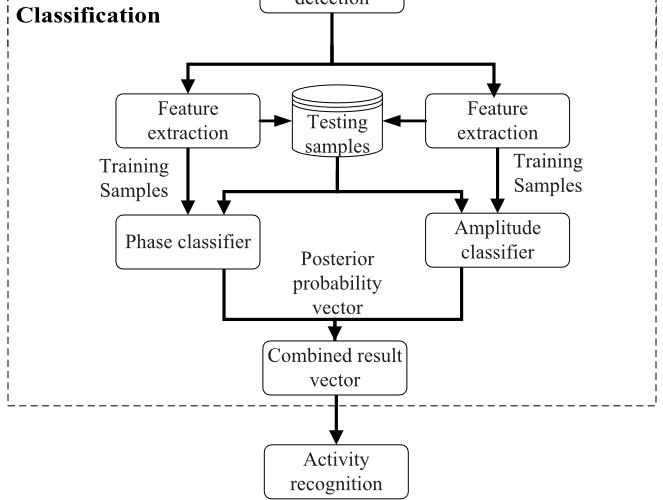 detection
Classification
Feature
extraction
Testing
samples
Feature
extraction
Training
Samples
Training
Samples
Phase classifier
Amplitude
classifier
Posterior
probability
vector
Combined result
vector
Activity
recognition